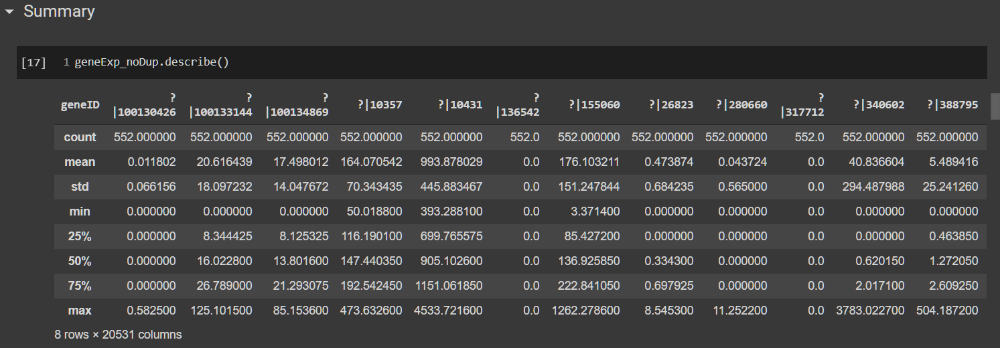 Summary
[17] 1 geneExp_noDup.describe()
geneID ?|100130426 ?|100133144 ?|100134869 ?|10357 ?|10431 ?|136542 ?|155060 ?|26823 ?|280660 ?|317712 ?|340602 ?|388795
count 552.000000 552.000000 552.000000 552.000000 552.000000 552.0 552.000000 552.000000 552.000000 552.0 552.000000 552.000000
mean 0.011802 20.616439 17.498012 164.070542 993.878029 0.0 176.103211 0.473874 0.043724 0.0 40.836604 5.489416
std 0.066156 18.097232 14.047672 70.343435 445.883467 0.0 151.247844 0.684235 0.565000 0.0 294.487988 25.241260
min 0.000000 0.000000 0.000000 50.018800 393.288100 0.0 3.371400 0.000000 0.000000 0.0 0.000000 0.000000
25% 0.000000 8.344425 8.125325 116.190100 699.765575 0.0 85.427200 0.000000 0.000000 0.0 0.000000 0.463850
50% 0.000000 16.022800 13.801600 147.440350 905.102600 0.0 136.925850 0.334300 0.000000 0.0 0.620150 1.272050
75% 0.000000 26.789000 21.293075 192.542450 1151.061850 0.0 222.841050 0.697925 0.000000 0.0 2.017100 2.609250
max 0.582500 125.101500 85.153600 473.632600 4533.721600 0.0 1262.278600 8.545300 11.252200 0.0 3783.022700 504.187200
8 rows × 20531 columns